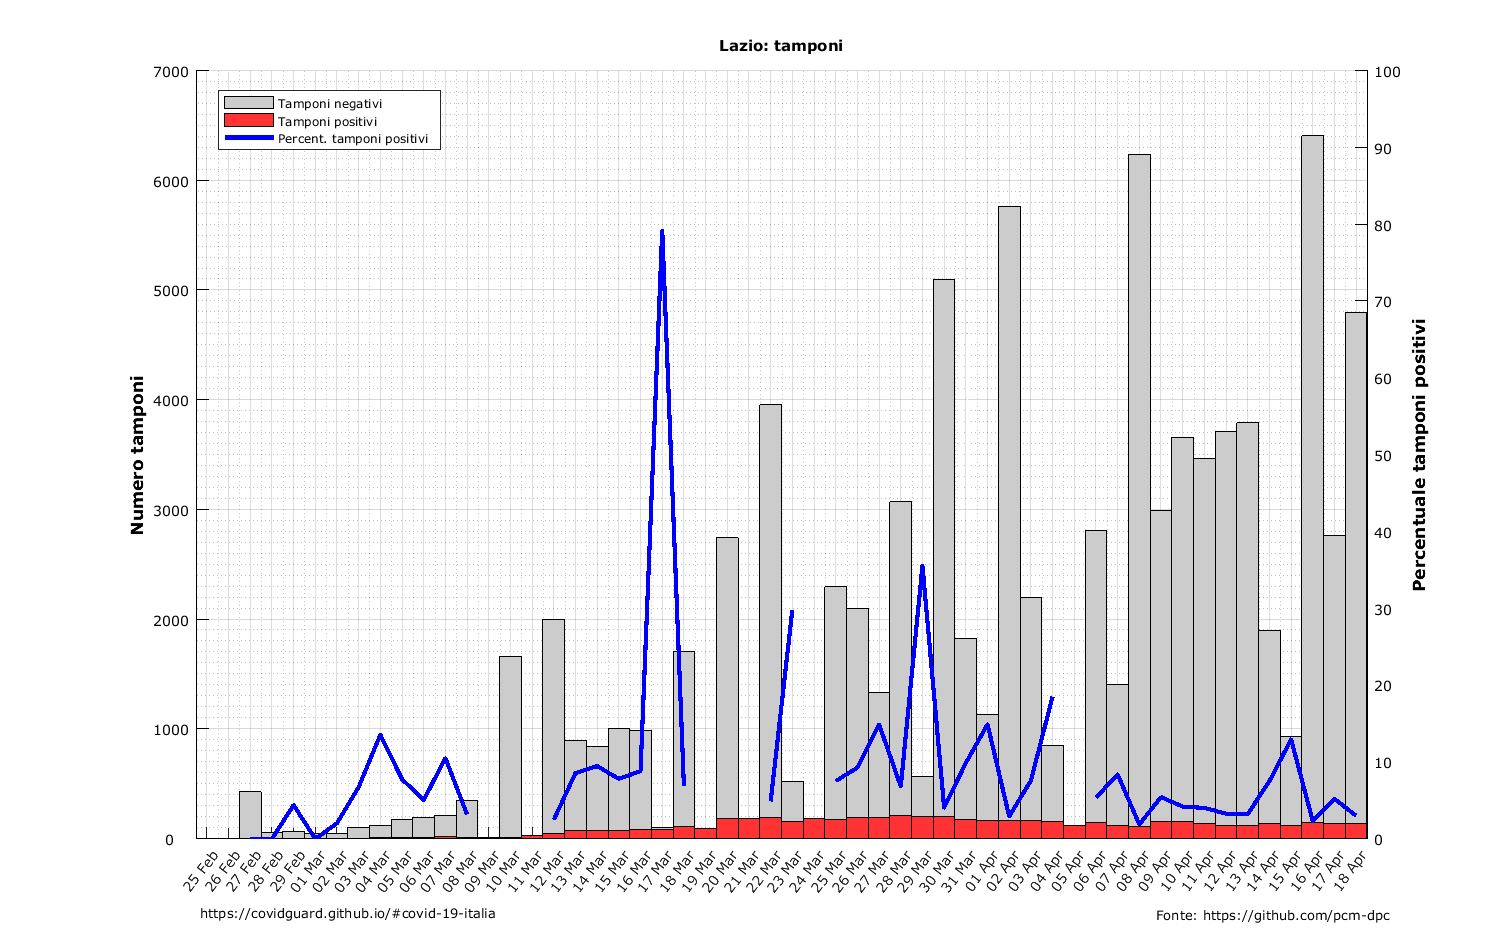 Lazio: tamponi
7000
6000
5000
4000
3000
2000
1000
0
100
90
80
70
60
50
40
30
20
10
0
Tamponi negativi
Tamponi positivi
Percent. tamponi positivi
Numero tamponi
Percentuale tamponi positivi
25 Feb
26 Feb
27 Feb
28 Feb
29 Feb
01 Mar
02 Mar
03 Mar
04 Mar
05 Mar
06 Mar
07 Mar
08 Mar
09 Mar
10 Mar
11 Mar
12 Mar
13 Mar
14 Mar
15 Mar
16 Mar
17 Mar
18 Mar
19 Mar
20 Mar
21 Mar
22 Mar
23 Mar
24 Mar
25 Mar
26 Mar
27 Mar
28 Mar
29 Mar
30 Mar
31 Mar
01 Apr
02 Apr
03 Apr
04 Apr
05 Apr
06 Apr
07 Apr
08 Apr
09 Apr
10 Apr
11 Apr
12 Apr
13 Apr
14 Apr
15 Apr
16 Apr
17 Apr
18 Apr
https://covidguard.github.io/#covid-19-italia
Fonte: https://github.com/pcm-dpc